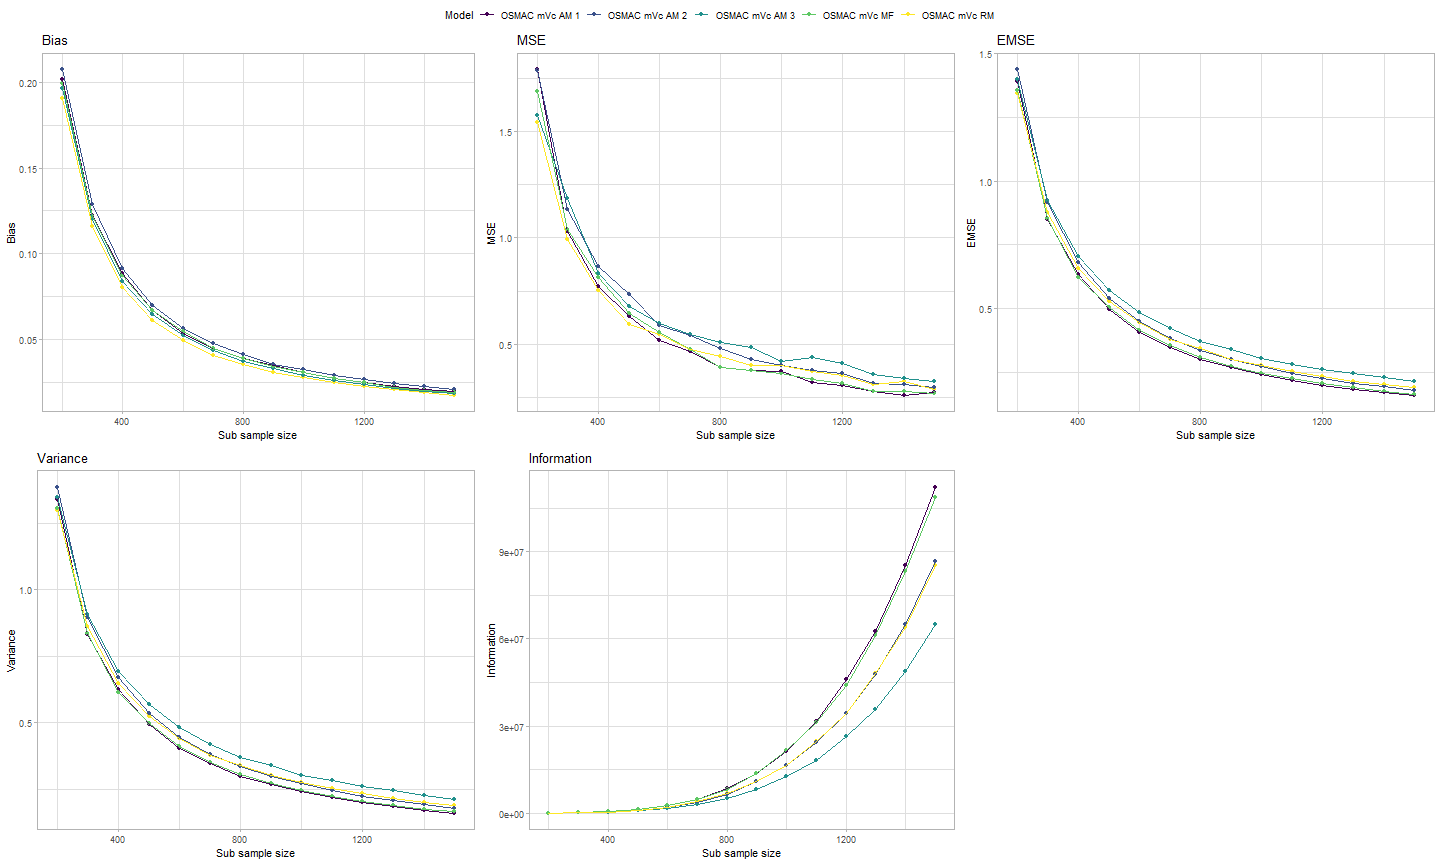 Model OSMAC mVc AM 1 OSMAC mVc AM 2 OSMAC mVc AM 3 OSMAC mVc MF OSMAC mVc RM
Bias
Bias
0.20
0.15
0.10
0.05
400 1200
Sub sample size
MSE
MSE
1.5
1.0
0.5
400 1200
Sub sample size
EMSE
EMSE
1.5
1.0
0.5
400 1200
Sub sample size
Variance
Variance
1.0
0.5
400 800 1200
Sub sample size
Information
Information
9e+07
6e+07
3e+07
0e+00
400 800 1200
Sub sample size